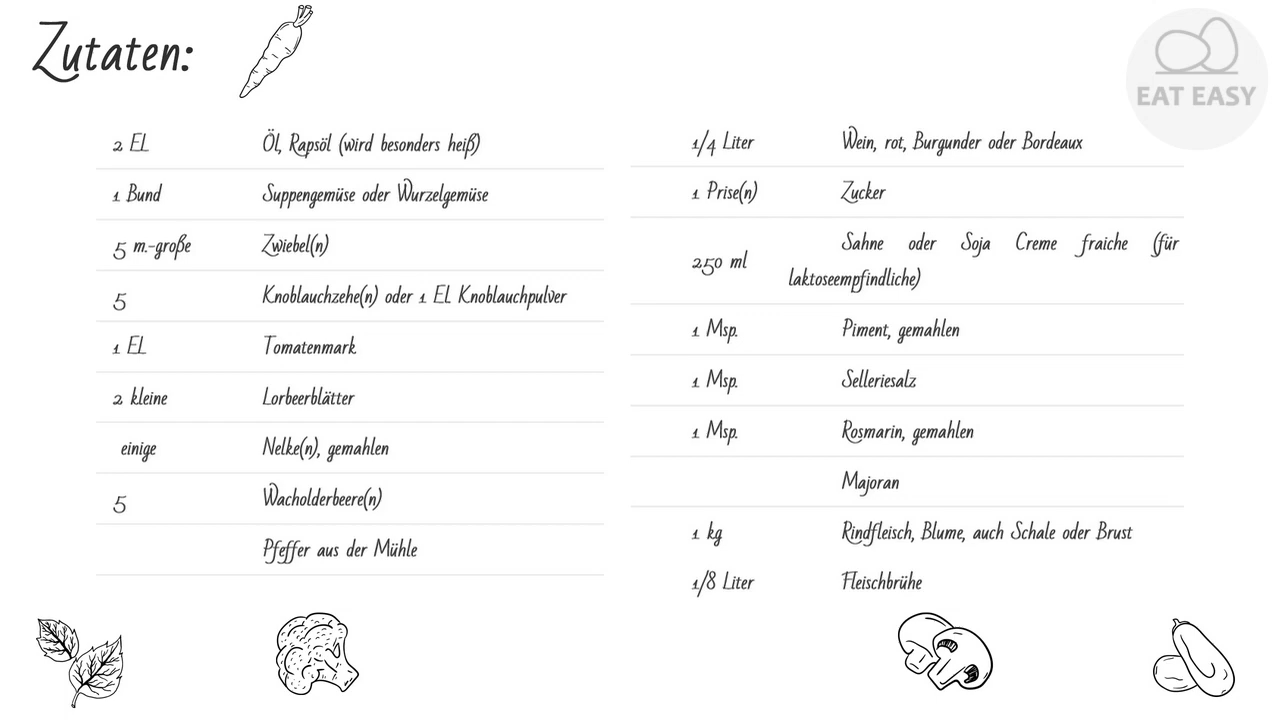 Zutaten:
EAT EASY
2 EL Öl, Rapsöl (wird besonders heiß)
1 Bund Suppengemüse oder Wurzelgemüse
5 m.-große Zwiebel(n)
5 Knoblauchzehe(n) oder 1 EL Knoblauchpulver
1 EL Tomatenmark
2 kleine Lorbeerblätter
einige Nelke(n), gemahlen
5 Wacholderbeere(n)
Pfeffer aus der Mühle
1/4 Liter Wein, rot, Burgunder oder Bordeaux
1 Prise(n) Zucker
250 ml Sahne oder Soja Creme fraiche (für
laktoseempfindliche)
1 Msp. Piment, gemahlen
1 Msp. Selleriesalz
1 Msp. Rosmarin, gemahlen
Majoran
1 kg Rindfleisch, Blume, auch Schale oder Brust
1/8 Liter Fleischbrühe